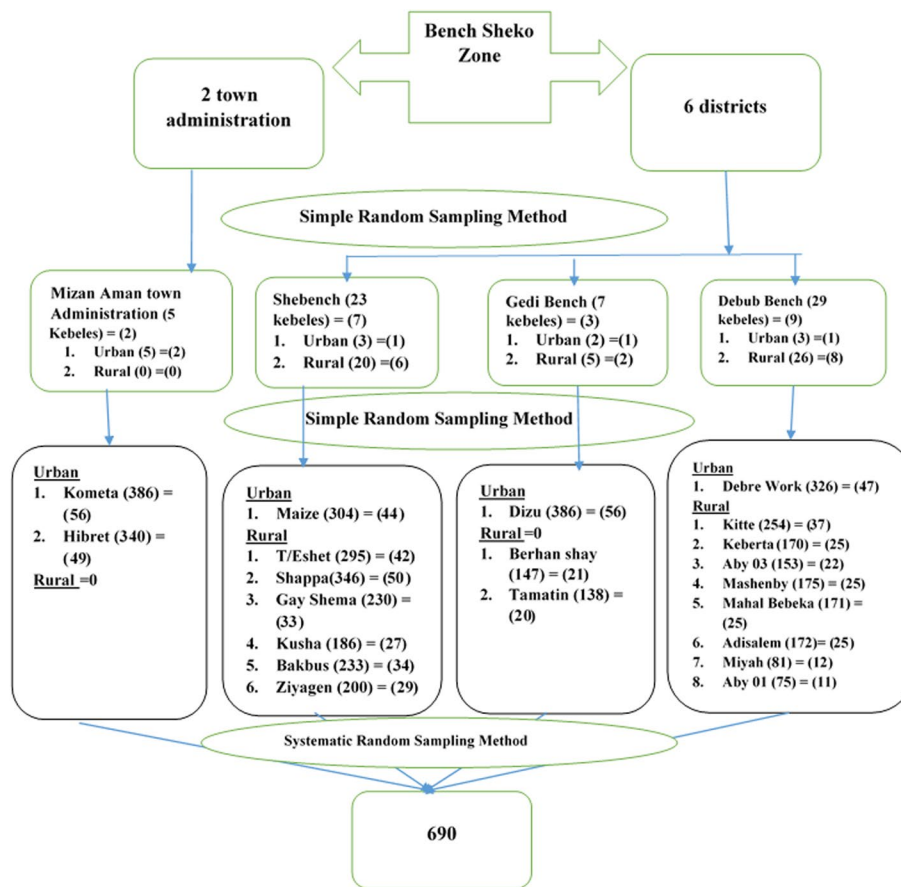 Bench Sheko
Zone
2 town
administration
6 districts
Simple Random Sampling Method
Mizan Aman town
Administration (5
Kebeles) = (2)
1. Urban (5) =(2)
2. Rural (0) =(0)
Shebench (23
kebeles) = (7)
1. Urban (3) =(1)
2. Rural (20) =(6)
Gedi Bench (7
kebeles) = (3)
1. Urban (2) =(1)
2. Rural (5) =(2)
Debub Bench (29
kebeles) = (9)
1. Urban (3) =(1)
2. Rural (26) =(8)
Simple Random Sampling Method
Urban
1. Kometa (386) =
(56)
2. Hibret (340) =
(49)
Rural =0
Urban
1. Maize (304) = (44)
Rural
1. T/Eshet (295) = (42)
2. Shappa(346) = (50)
3. Gay Shema (230) =
(33)
4. Kusha (186) = (27)
5. Bakbus (233) = (34)
6. Ziyagen (200) = (29)
Urban
1. Dizu (386) = (56)
Rural =0
1. Berhan shay
(147) = (21)
2. Tamatin (138) =
(20)
Urban
1. Debre Work (326) = (47)
Rural
1. Kitte (254) = (37)
2. Keberta (170) = (25)
3. Aby 03 (153) = (22)
4. Mashenby (175) = (25)
5. Mahal Bebeka (171) =
(25)
6. Adisalem (172)= (25)
7. Miyah (81) = (12)
8. Aby 01 (75) = (11)
Systematic Random Sampling Method
690